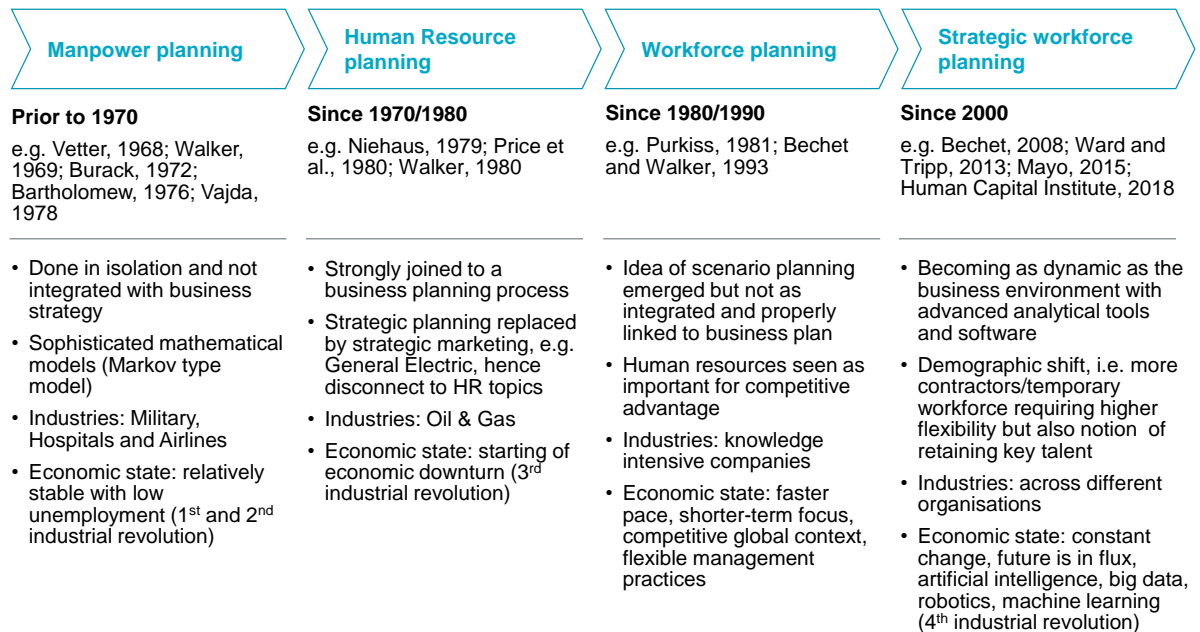 Manpower planning
Human Resource
planning
Workforce planning
Strategic workforce
planning
Prior to 1970
e.g. Vetter, 1968; Walker,
1969; Burack, 1972;
Bartholomew, 1976; Vajda,
1978
• Done in isolation and not
integrated with business
strategy
• Sophisticated mathematical
models (Markov type
model)
• Industries: Military,
Hospitals and Airlines
• Economic state: relatively
stable with low
unemployment (1st and 2nd
industrial revolution)
Since 1970/1980
e.g. Niehaus, 1979; Price et
al., 1980; Walker, 1980
• Strongly joined to a
business planning process
• Strategic planning replaced
by strategic marketing, e.g.
General Electric, hence
disconnect to HR topics
• Industries: Oil & Gas
• Economic state: starting of
economic downturn (3rd
industrial revolution)
Since 1980/1990
e.g. Purkiss, 1981; Bechet
and Walker, 1993
• Idea of scenario planning
emerged but not as
integrated and properly
linked to business plan
• Human resources seen as
important for competitive
advantage
• Industries: knowledge
intensive companies
• Economic state: faster
pace, shorter-term focus,
competitive global context,
flexible management
practices
Since 2000
e.g. Bechet, 2008; Ward and
Tripp, 2013; Mayo, 2015;
Human Capital Institute, 2018
• Becoming as dynamic as the
business environment with
advanced analytical tools
and software
• Demographic shift, i.e. more
contractors/temporary
workforce requiring higher
flexibility but also notion of
retaining key talent
• Industries: across different
organisations
• Economic state: constant
change, future is in flux,
artificial intelligence, big data,
robotics, machine learning
(4th industrial revolution)